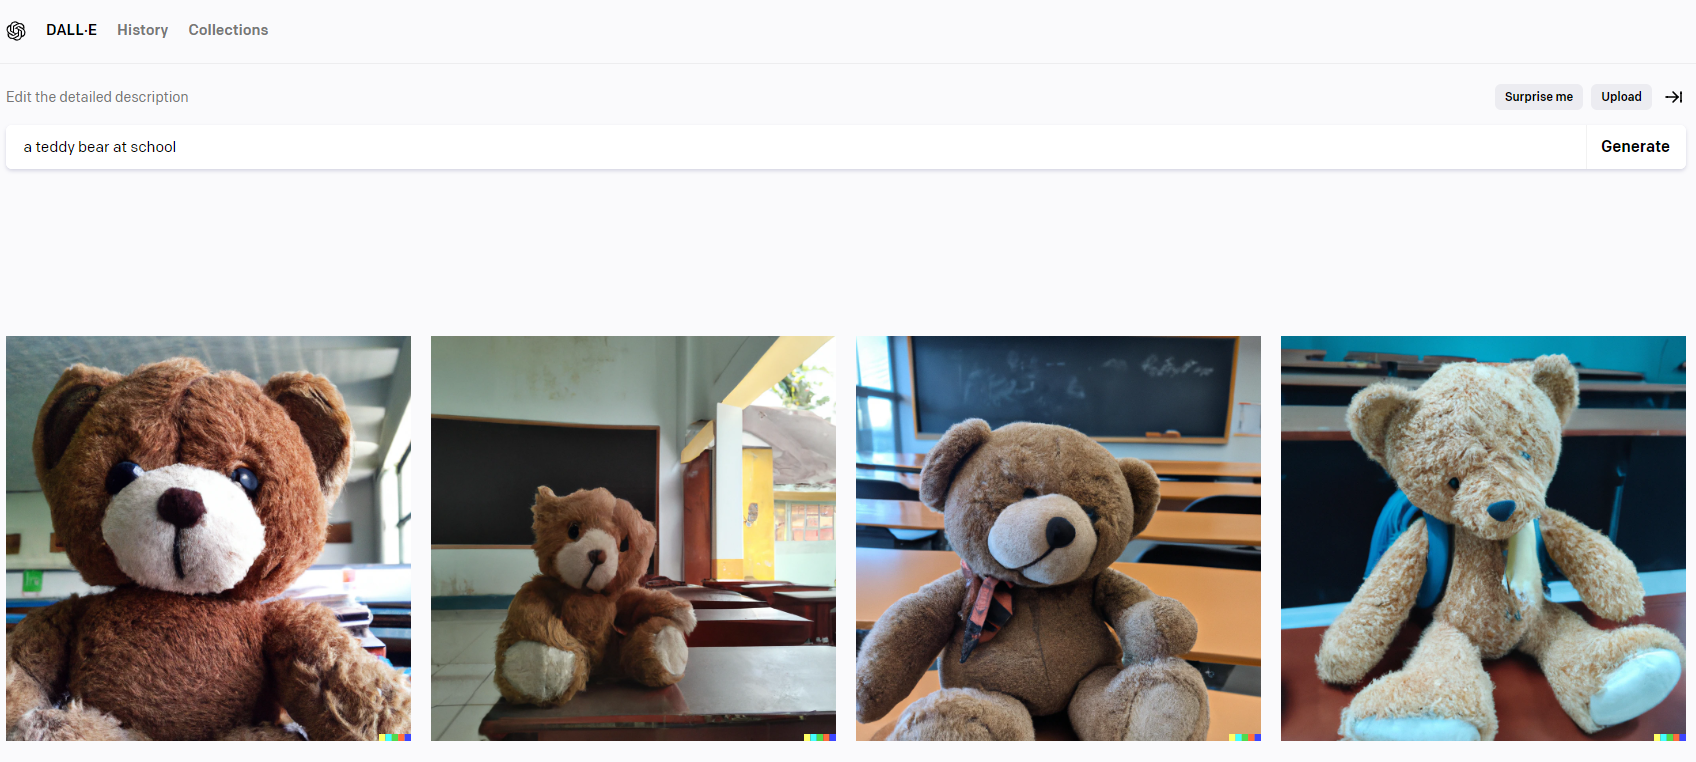 DALL·E History Collections
Edit the detailed description Surprise me Upload
a teddy bear at school Generate